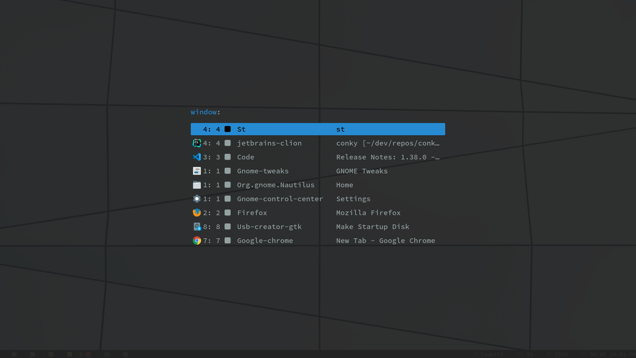 window:
4: 4 St st
4: 4 jetbrains-clion conky [~/dev/repos/conk…
3: 3 Code Release Notes: 1.38.0 -…
1: 1 Gnome-tweaks GNOME Tweaks
1: 1 Org.gnome.Nautilus Home
1: 1 Gnome-control-center Settings
2: 2 Firefox Mozilla Firefox
8: 8 Usb-creator-gtk Make Startup Disk
7: 7 Google-chrome New Tab - Google Chrome